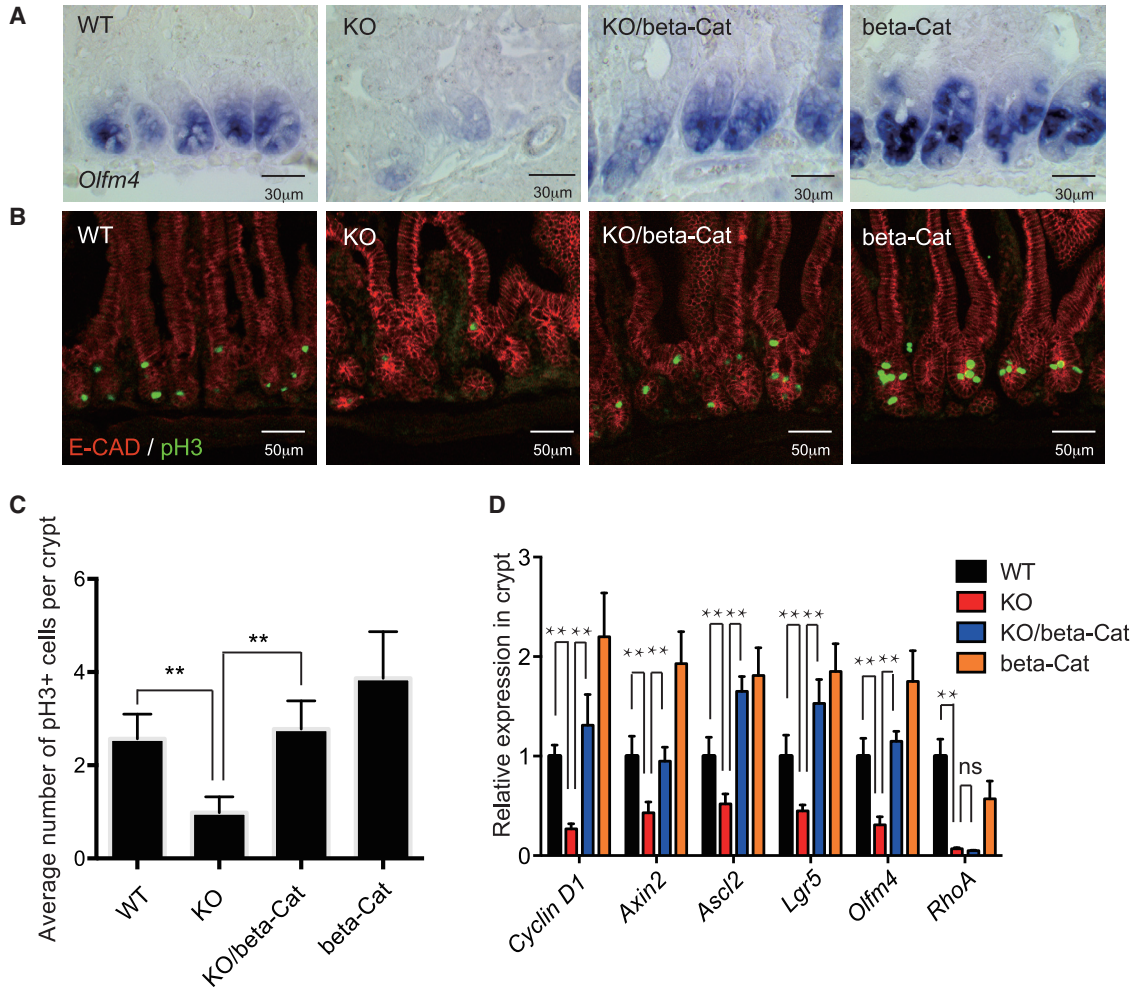 A
WT
KO
KO/beta-Cat
beta-Cat
Olfm4
30μm
30μm
30μm
30μm
B
WT
KO
KO/beta-Cat
beta-Cat
E-CAD / pH3
50μm
50μm
50μm
50μm
C
Average number of pH3+ cells per crypt
6
4
2
0
**
**
WT
KO
KO/beta-Cat
beta-Cat
D
Relative expression in crypt
3
2
1
0
** **
** **
** **
** **
** **
**
ns
WT
KO
KO/beta-Cat
beta-Cat
Cyclin D1
Axin2
Ascl2
Lgr5
Olfm4
RhoA